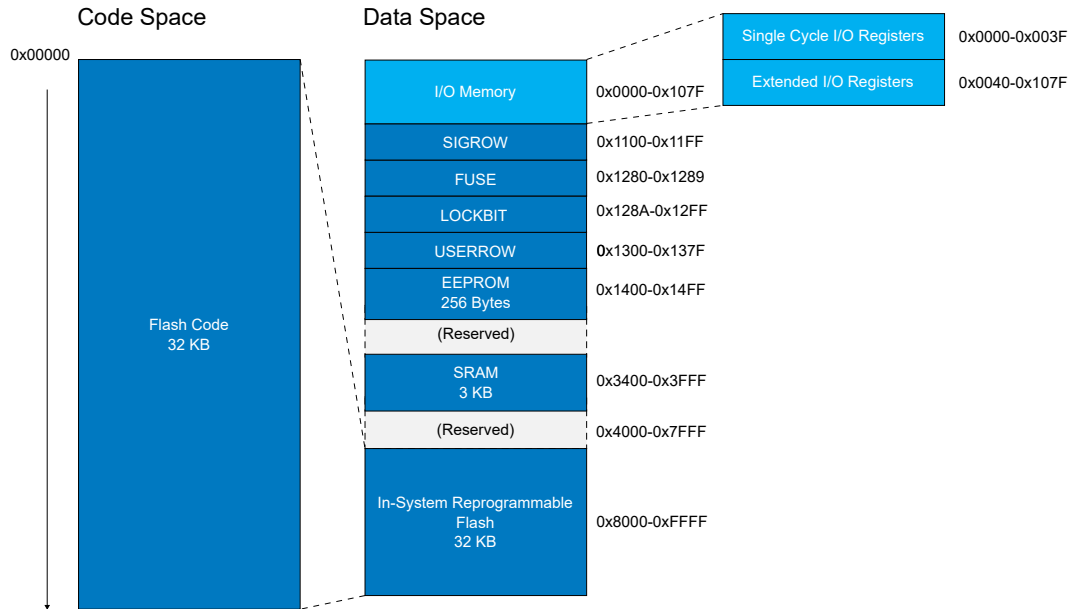 Code Space
Data Space
0x00000
Flash Code
32 KB
I/O Memory
0x0000-0x107F
SIGROW
0x1100-0x11FF
FUSE
0x1280-0x1289
LOCKBIT
0x128A-0x12FF
USERROW
0x1300-0x137F
EEPROM
256 Bytes
0x1400-0x14FF
(Reserved)
SRAM
3 KB
0x3400-0x3FFF
(Reserved)
0x4000-0x7FFF
In-System Reprogrammable
Flash
32 KB
0x8000-0xFFFF
Single Cycle I/O Registers
0x0000-0x003F
Extended I/O Registers
0x0040-0x107F